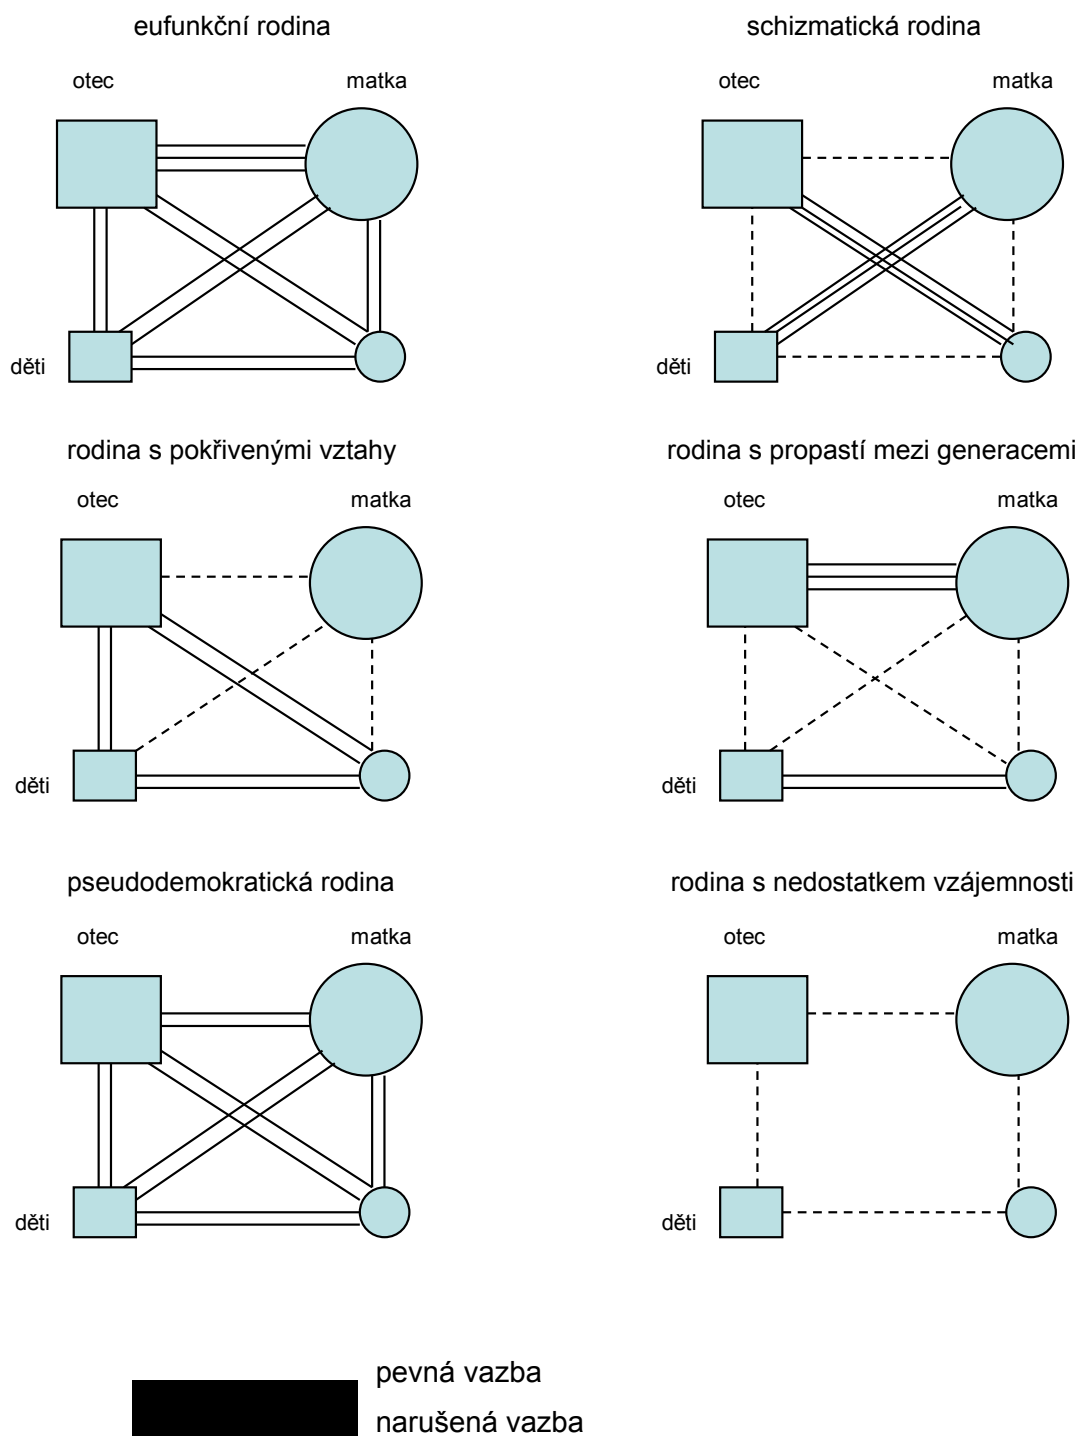 eufunkční rodina
schizmatická rodina
otec
matka
otec
matka
děti
děti
rodina s pokřivenými vztahy
rodina s propastí mezi generacemi
otec
matka
otec
matka
děti
děti
pseudodemokratická rodina
rodina s nedostatkem vzájemnosti
otec
matka
otec
matka
děti
děti
pevná vazba
narušená vazba